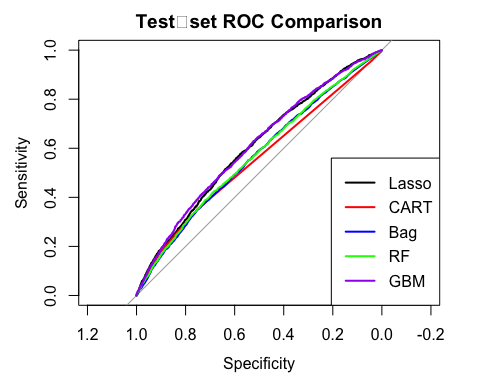 Test□set ROC Comparison
Sensitivity
1.0
0.8
0.6
0.4
0.2
0.0
Lasso
CART
Bag
RF
GBM
1.2 1.0 0.8 0.6 0.4 0.2 0.0 -0.2
Specificity